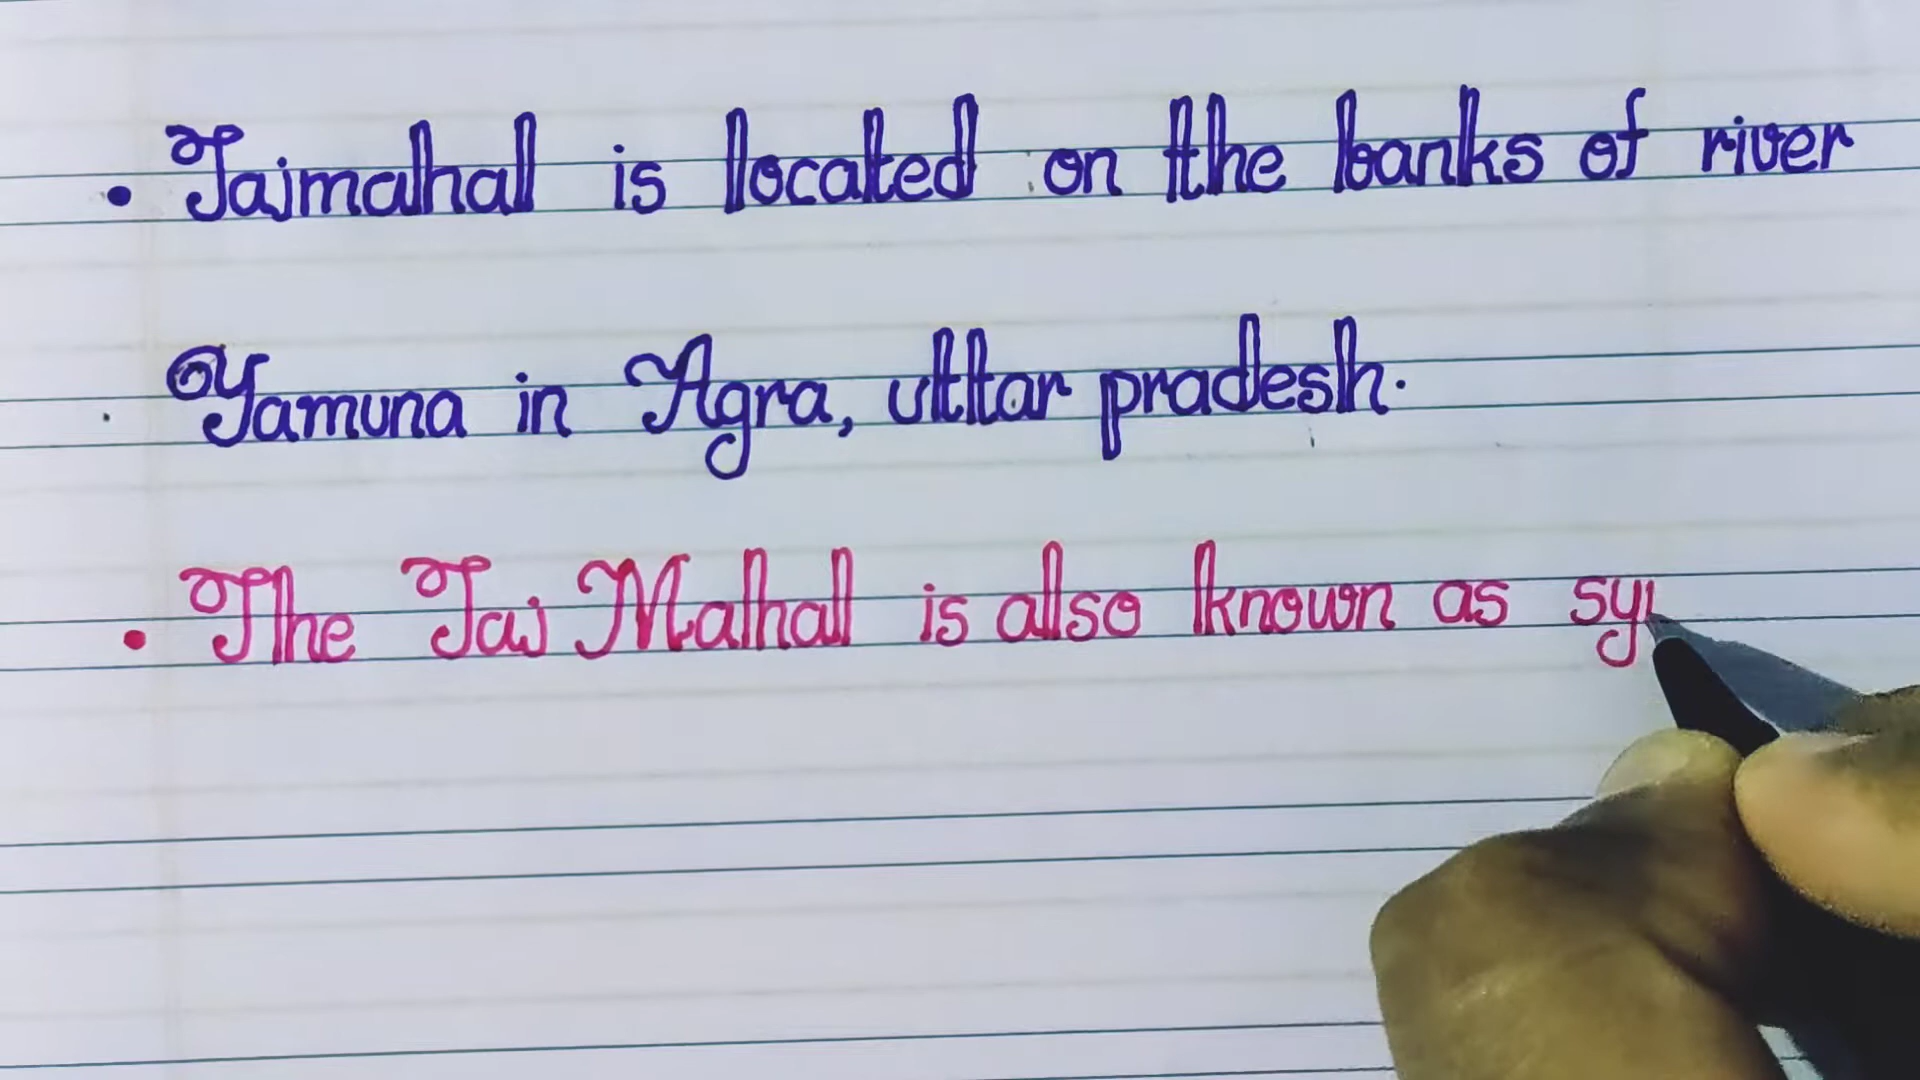 • Tajmahal is located on the banks of river
Yamuna in Agra, uttar pradesh.
• The Taj Mahal is also known as sy